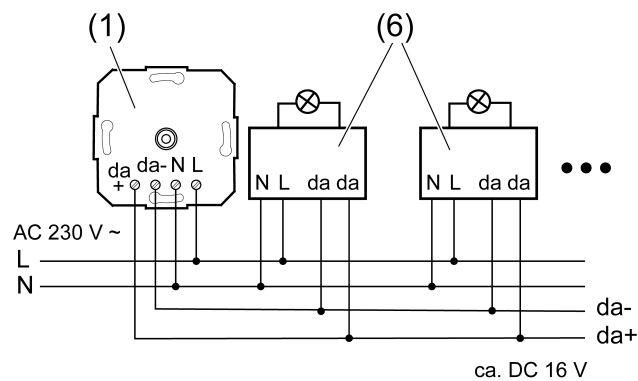 (1)
(6)
da
+
da- N L
N L da da
N L da da
AC 230 V ~
L
N
da-
da+
ca. DC 16 V